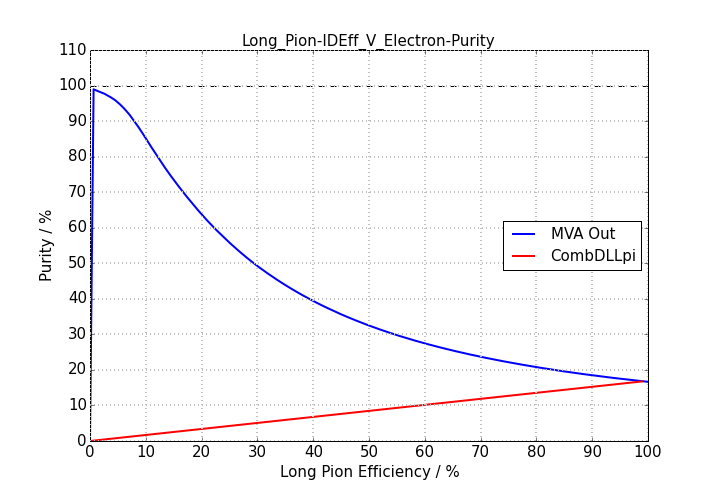 Long_Pion-IDEff_V_Electron-Purity
110
100
90
80
70
60
50
40
30
20
10
0
Purity / %
MVA Out
CombDLLpi
0 10 20 30 40 50 60 70 80 90 100
Long Pion Efficiency / %